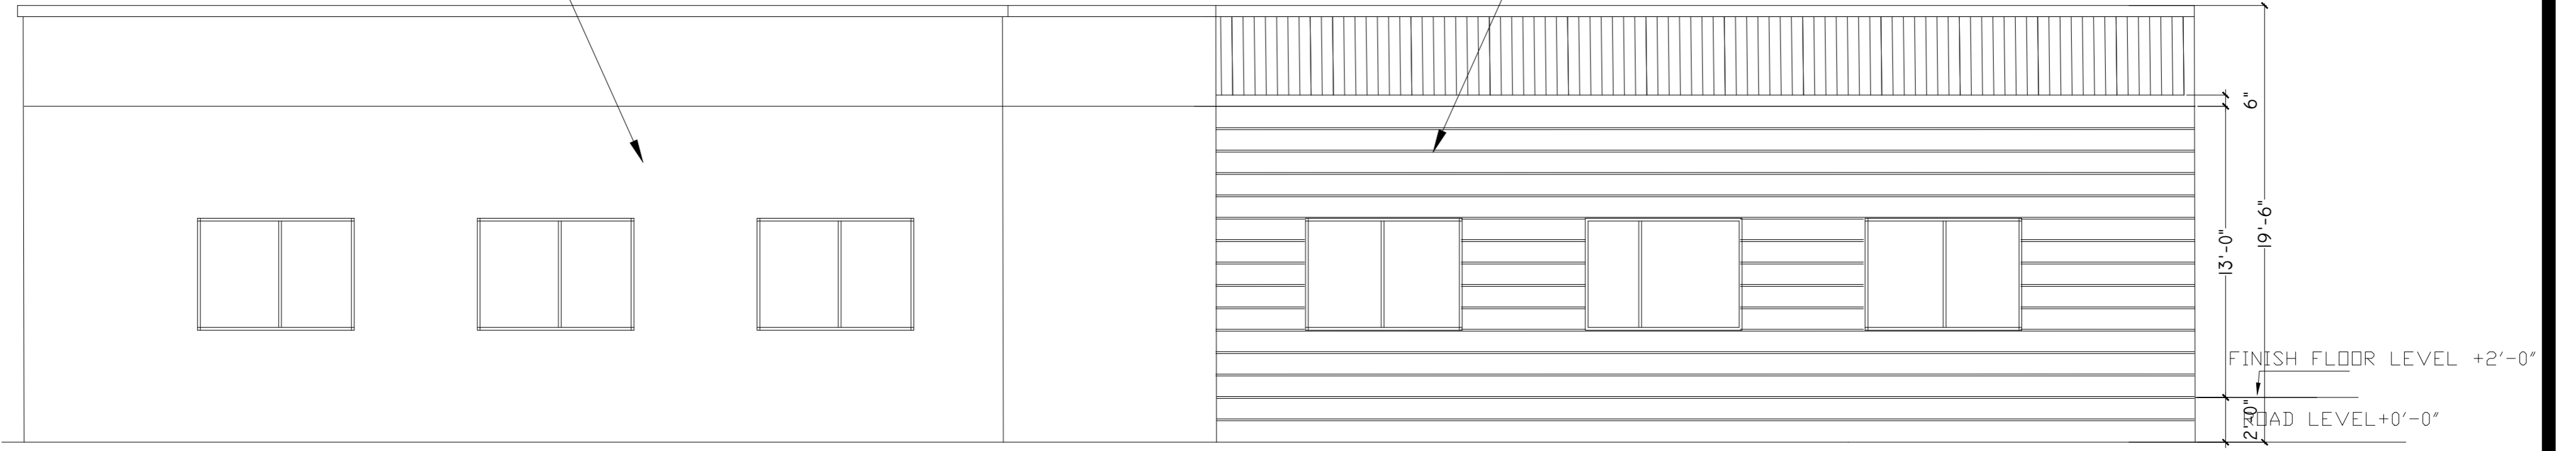 6"
19'-6"
13'-0"
FINISH FLOOR LEVEL +2'-0"
2'-0"
ROAD LEVEL+0'-0"